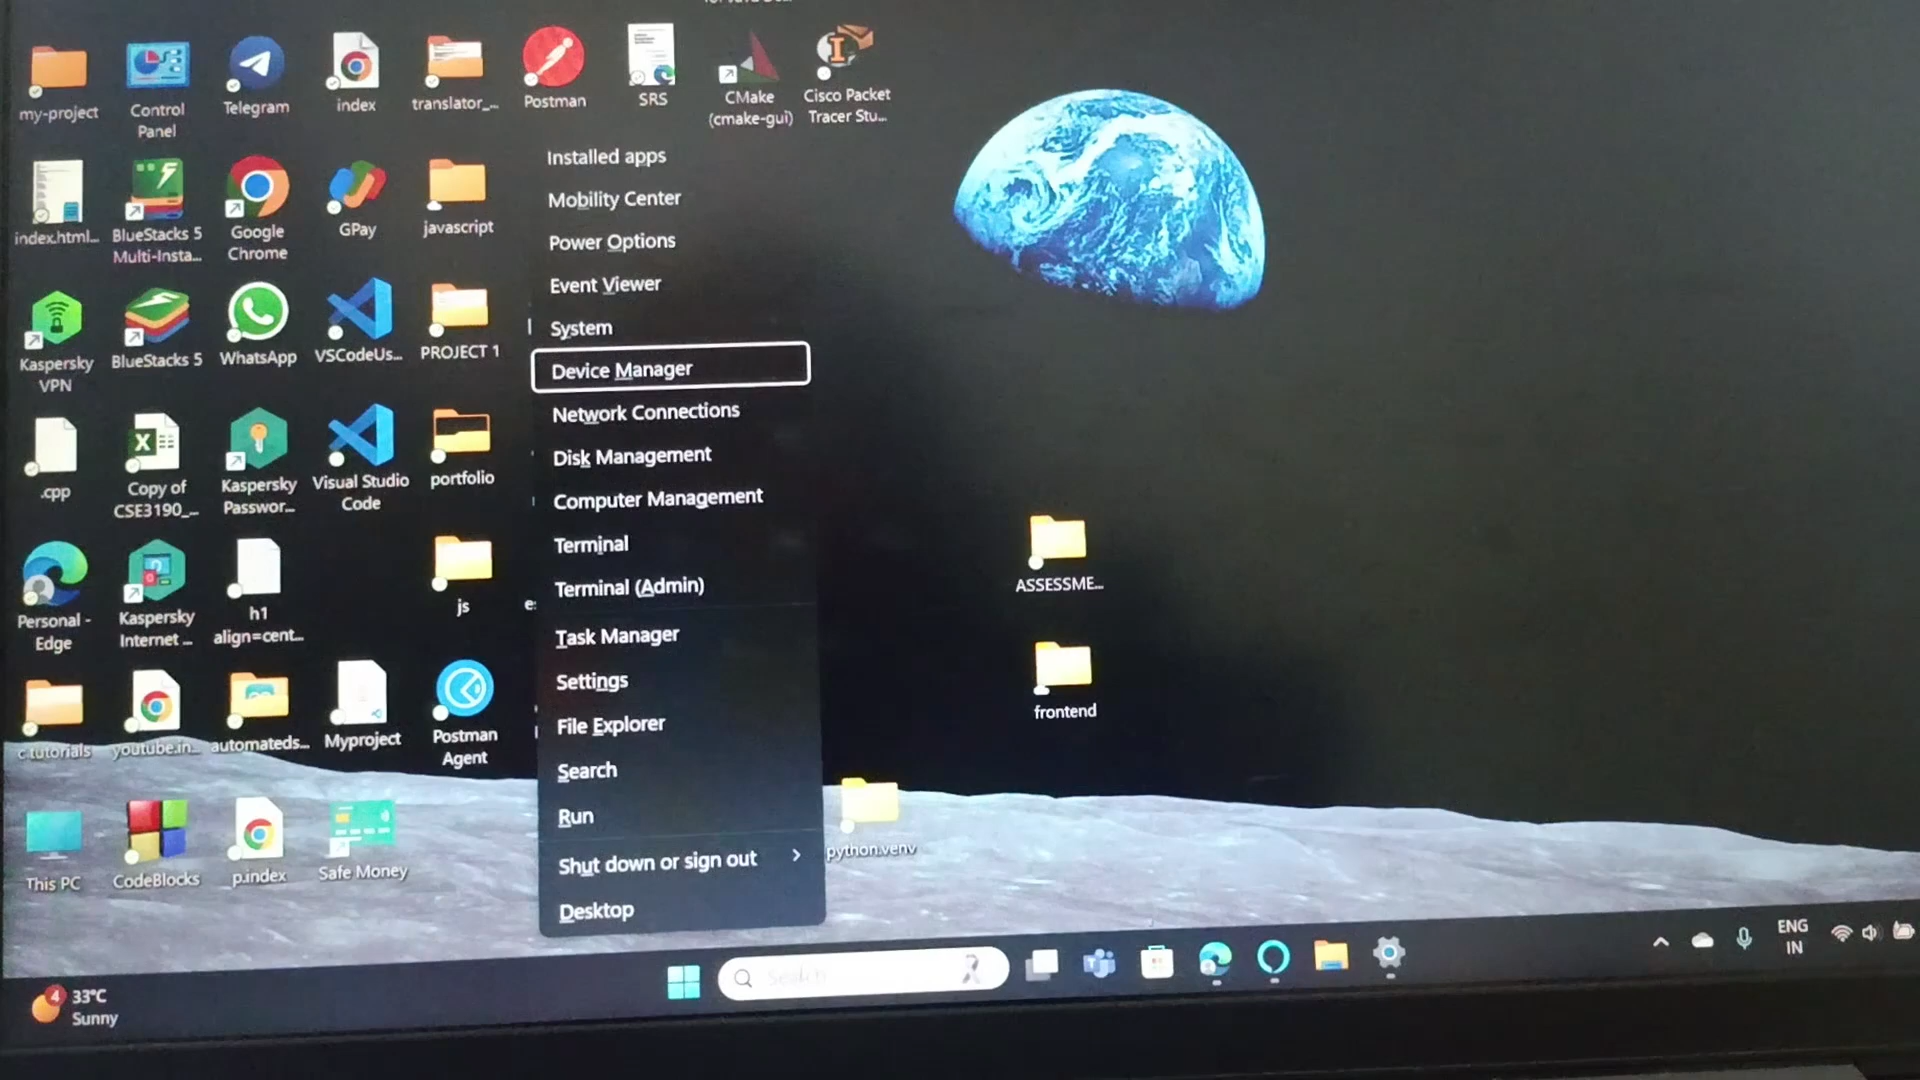 my-project
Control
Panel
Telegram
index
translator_...
Postman
SRS
CMake
(cmake-gui)
Cisco Packet
Tracer Stu...
index.html...
BlueStacks 5
Multi-Insta...
Google
Chrome
GPay
javascript
Kaspersky
VPN
BlueStacks 5
WhatsApp
VSCodeUs...
PROJECT 1
.cpp
Copy of
CSE3190_...
Kaspersky
Passwor...
Visual Studio
Code
portfolio
Personal -
Edge
Kaspersky
Internet ...
h1
align=cent...
js
c tutorials
youtube.in...
automateds...
Myproject
Postman
Agent
This PC
CodeBlocks
p.index
Safe Money
Installed apps
Mobility Center
Power Options
Event Viewer
System
Device Manager
Network Connections
Disk Management
Computer Management
Terminal
Terminal (Admin)
Task Manager
Settings
File Explorer
Search
Run
Shut down or sign out
Desktop
ASSESSME...
frontend
python.venv
4
33°C
Sunny
Search
ENG
IN